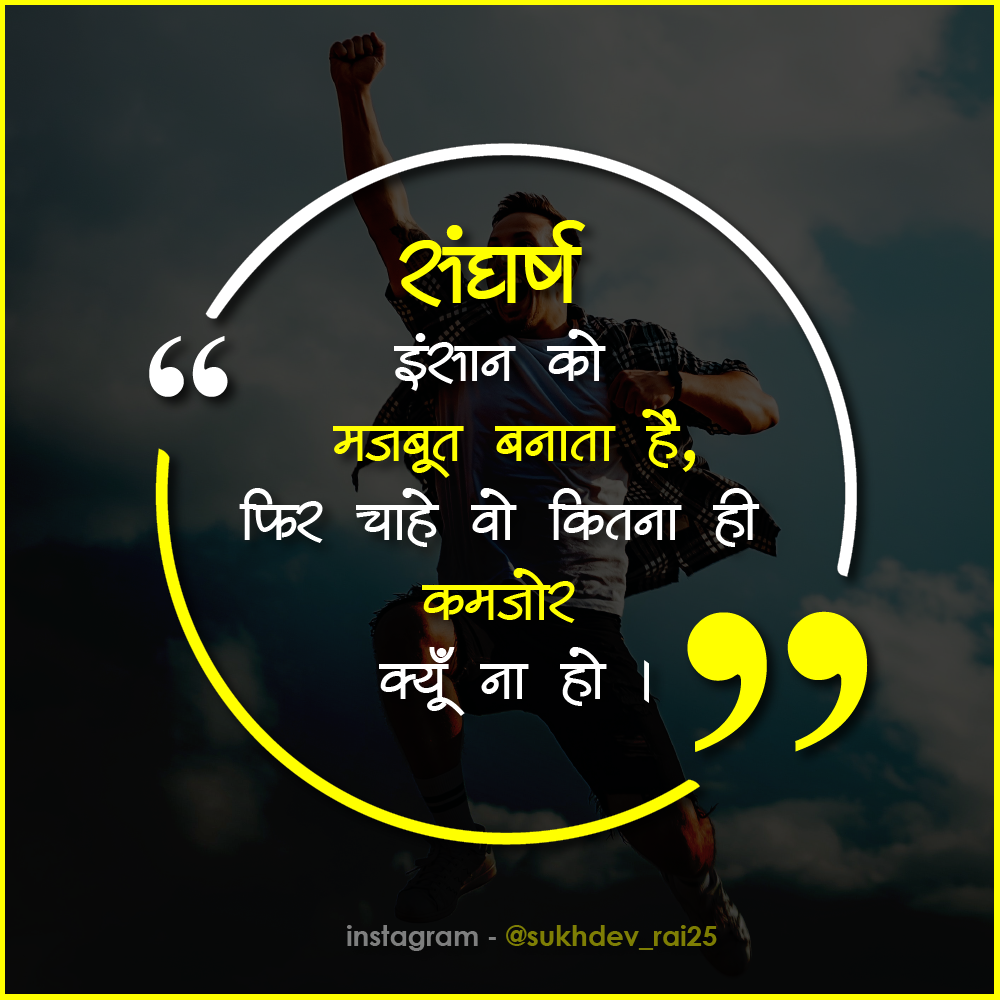 “
संघर्ष
इंसान को
मजबूत बनाता है,
फिर चाहे वो कितना ही
कमजोर
क्यूँ ना हो ।
”
instagram - @sukhdev_rai25